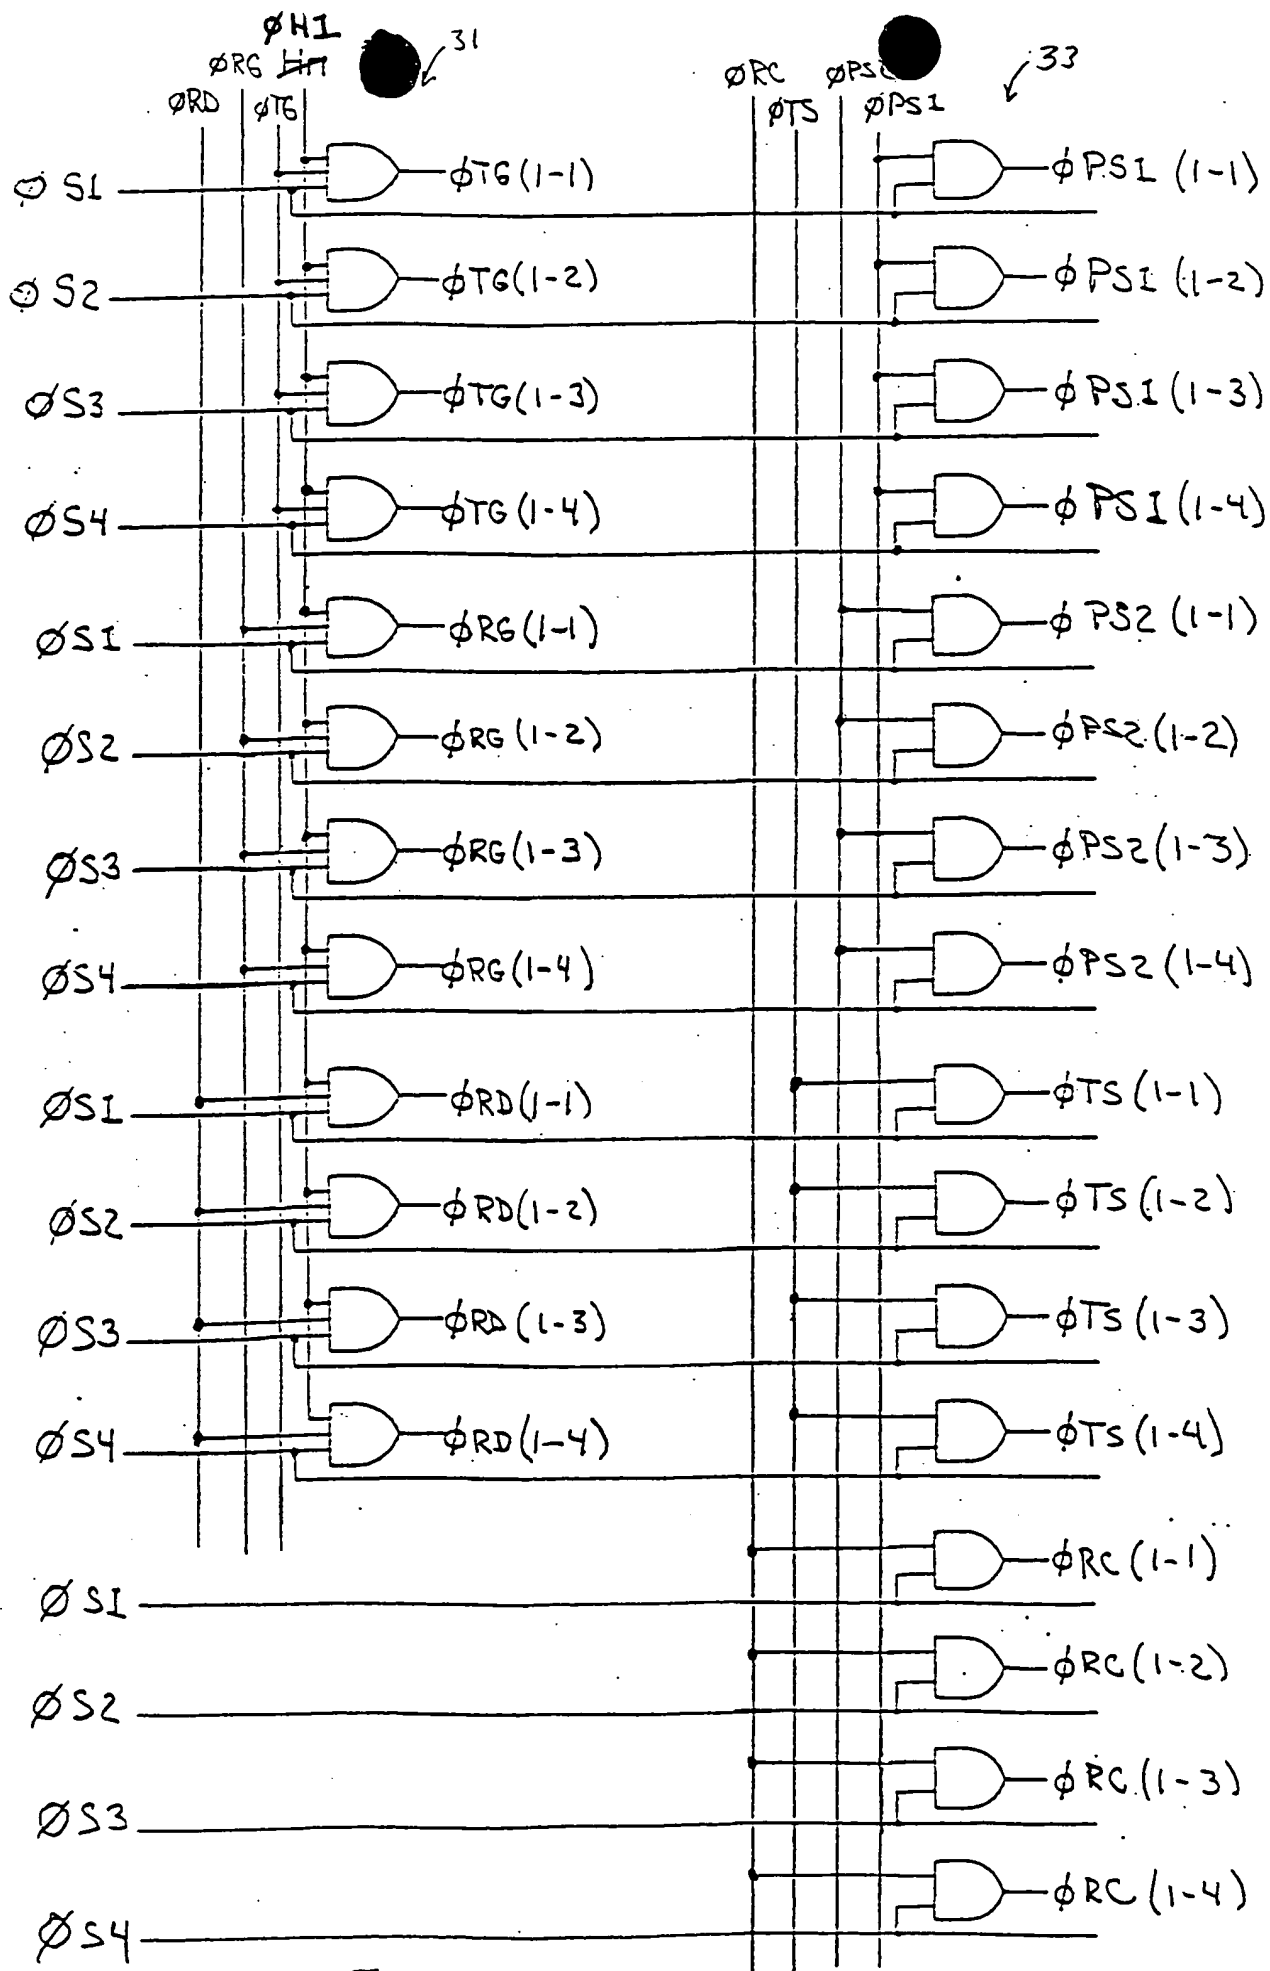 φH1
31
φRG
φRC
φPS
33
φRD
φTG
φTS
φPS1
φS1
φTG(1-1)
φPS1 (1-1)
φS2
φTG(1-2)
φPS1 (1-2)
φS3
φTG(1-3)
φPS1 (1-3)
φS4
φTG(1-4)
φPS1 (1-4)
φS1
φRG(1-1)
φPS2 (1-1)
φS2
φRG(1-2)
φPS2 (1-2)
φS3
φRG(1-3)
φPS2 (1-3)
φS4
φRG(1-4)
φPS2 (1-4)
φS1
φRD(1-1)
φTS(1-1)
φS2
φRD(1-2)
φTS(1-2)
φS3
φRD(1-3)
φTS(1-3)
φS4
φRD(1-4)
φTS(1-4)
φS1
φRC(1-1)
φS2
φRC(1-2)
φS3
φRC(1-3)
φS4
φRC(1-4)